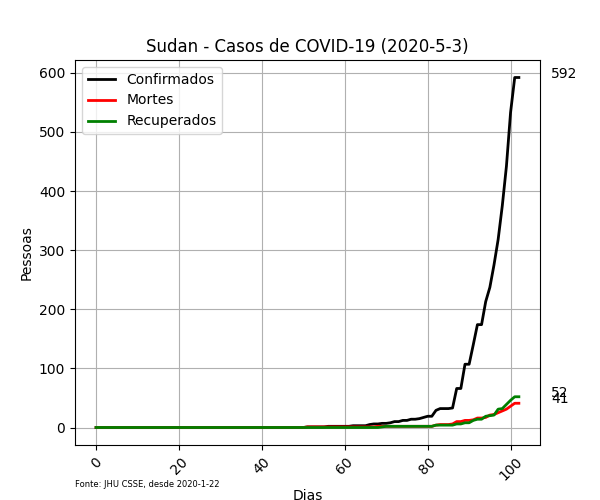 Sudan - Casos de COVID-19 (2020-5-3)
Confirmados
Mortes
Recuperados
Pessoas
600
500
400
300
200
100
0
592
52
41
0
20
40
60
80
100
Dias
Fonte: JHU CSSE, desde 2020-1-22